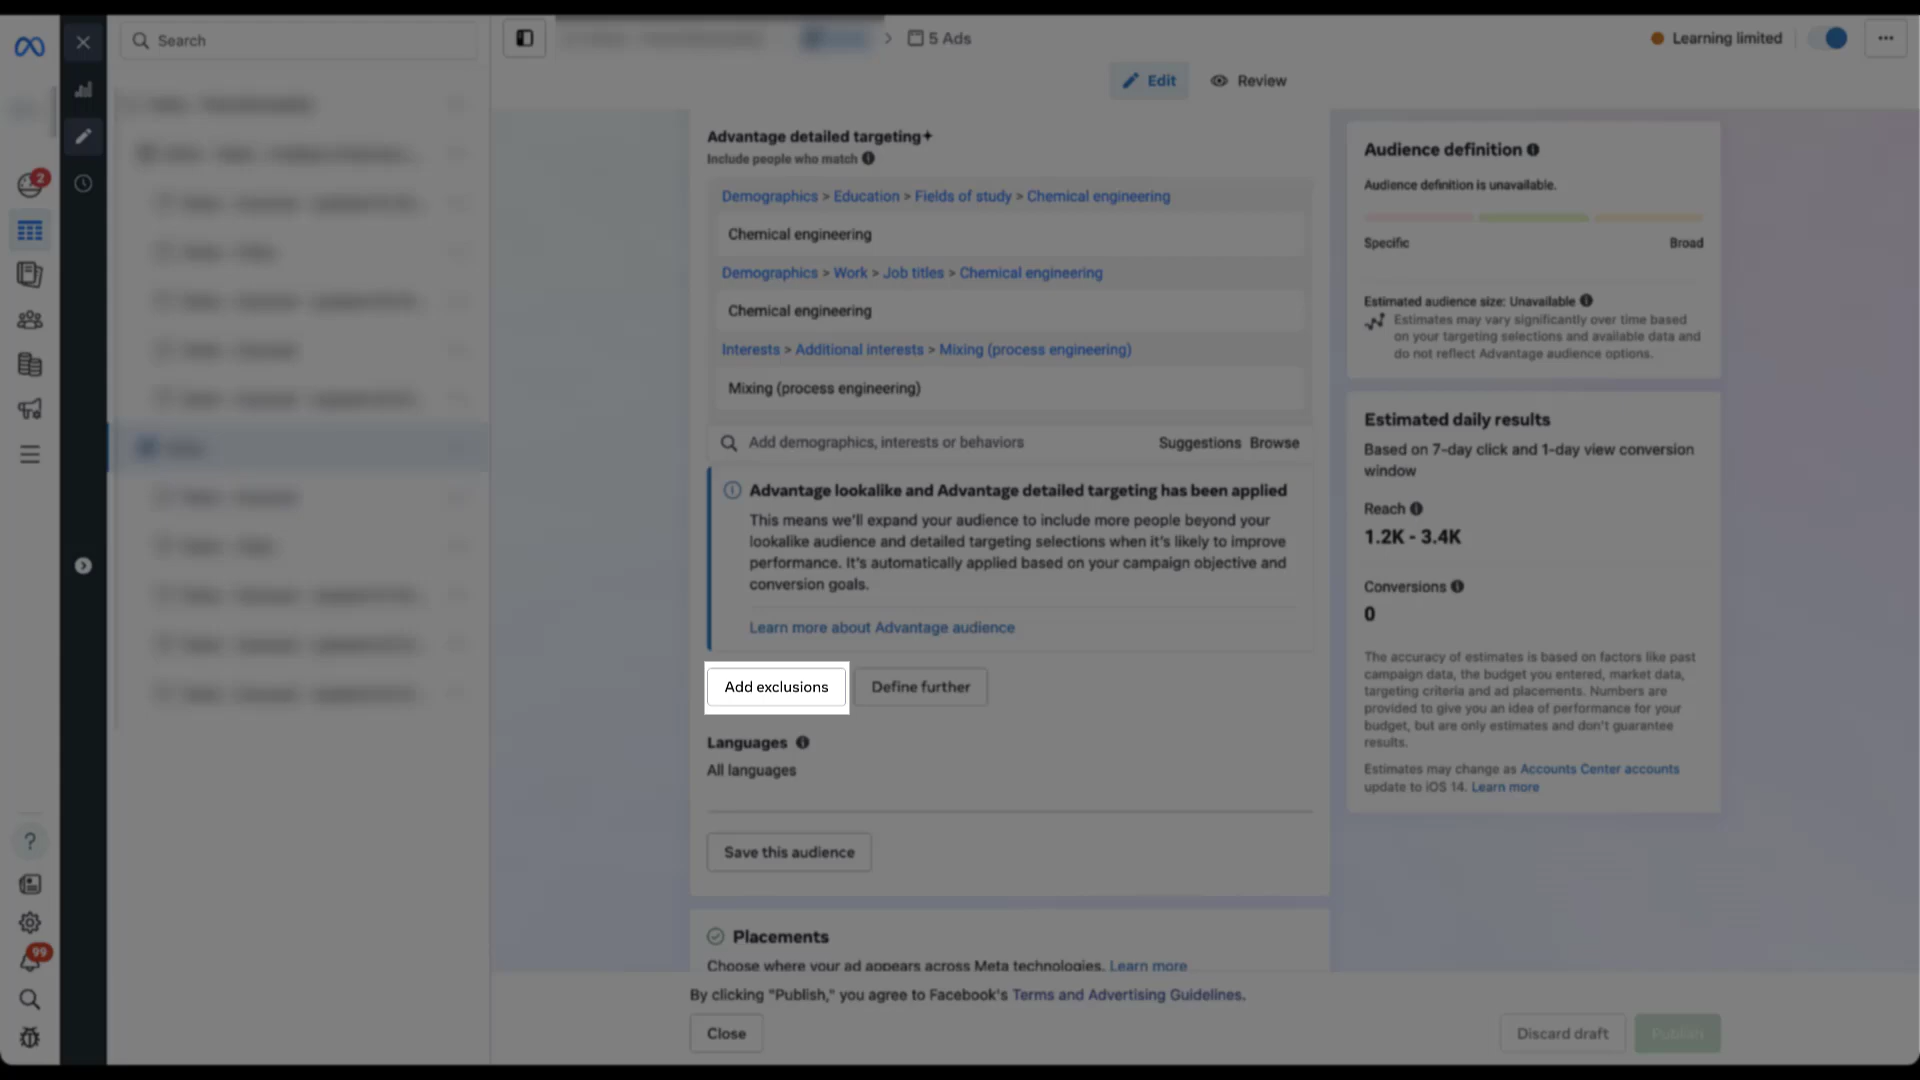 Search
5 Ads
Learning limited
Edit
Review
2
Advantage detailed targeting+
Include people who match
Demographics > Education > Fields of study > Chemical engineering
Chemical engineering
Demographics > Work > Job titles > Chemical engineering
Chemical engineering
Interests > Additional interests > Mixing (process engineering)
Mixing (process engineering)
Add demographics, interests or behaviors
Suggestions Browse
Advantage lookalike and Advantage detailed targeting has been applied
This means we'll expand your audience to include more people beyond your
lookalike audience and detailed targeting selections when it's likely to improve
performance. It's automatically applied based on your campaign objective and
conversion goals.
Learn more about Advantage audience
Add exclusions
Define further
Languages
All languages
Save this audience
Placements
Choose where your ad appears across Meta technologies. Learn more
Audience definition
Audience definition is unavailable.
Specific
Broad
Estimated audience size: Unavailable
Estimates may vary significantly over time based
on your targeting selections and available data and
do not reflect Advantage audience options.
Estimated daily results
Based on 7-day click and 1-day view conversion
window
Reach
1.2K - 3.4K
Conversions
0
The accuracy of estimates is based on factors like past
campaign data, the budget you entered, market data,
targeting criteria and ad placements. Numbers are
provided to give you an idea of performance for your
budget, but are only estimates and don't guarantee
results.
Estimates may change as Accounts Center accounts
update to iOS 14. Learn more
99
By clicking "Publish," you agree to Facebook's Terms and Advertising Guidelines.
Close
Discard draft
Publish